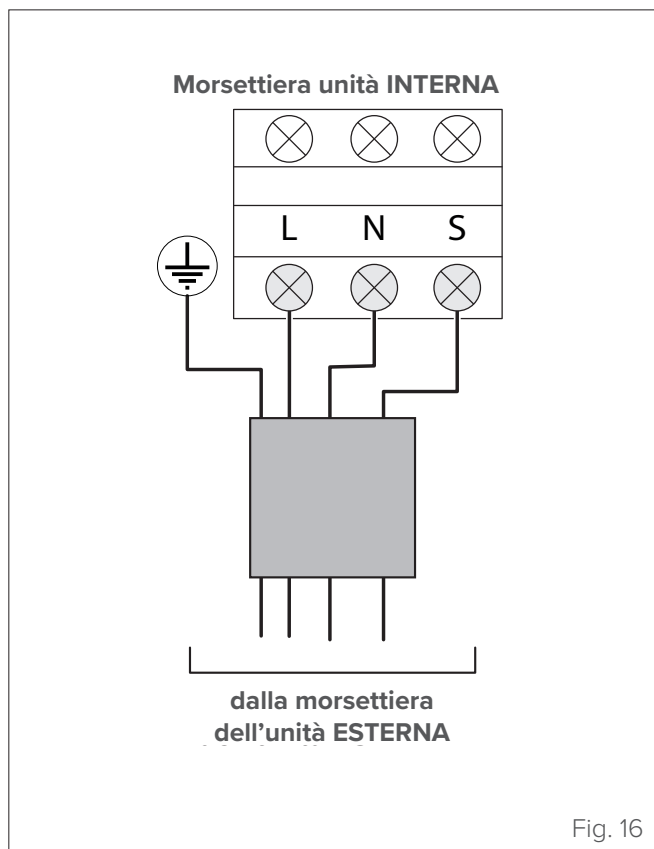 Morsettiera unità INTERNA
L N S
dalla morsettiera
dell’unità ESTERNA
Fig. 16